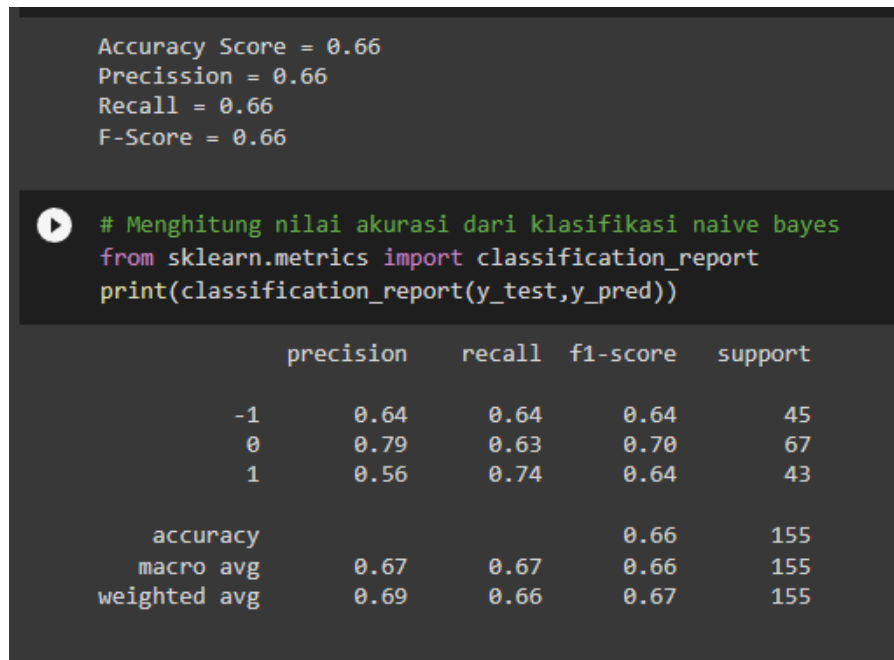 Accuracy Score = 0.66
Precission = 0.66
Recall = 0.66
F-Score = 0.66
# Menghitung nilai akurasi dari klasifikasi naive bayes
from sklearn.metrics import classification_report
print(classification_report(y_test,y_pred))
precision recall f1-score support
-1 0.64 0.64 0.64 45
0 0.79 0.63 0.70 67
1 0.56 0.74 0.64 43
accuracy 0.66 155
macro avg 0.67 0.67 0.66 155
weighted avg 0.69 0.66 0.67 155